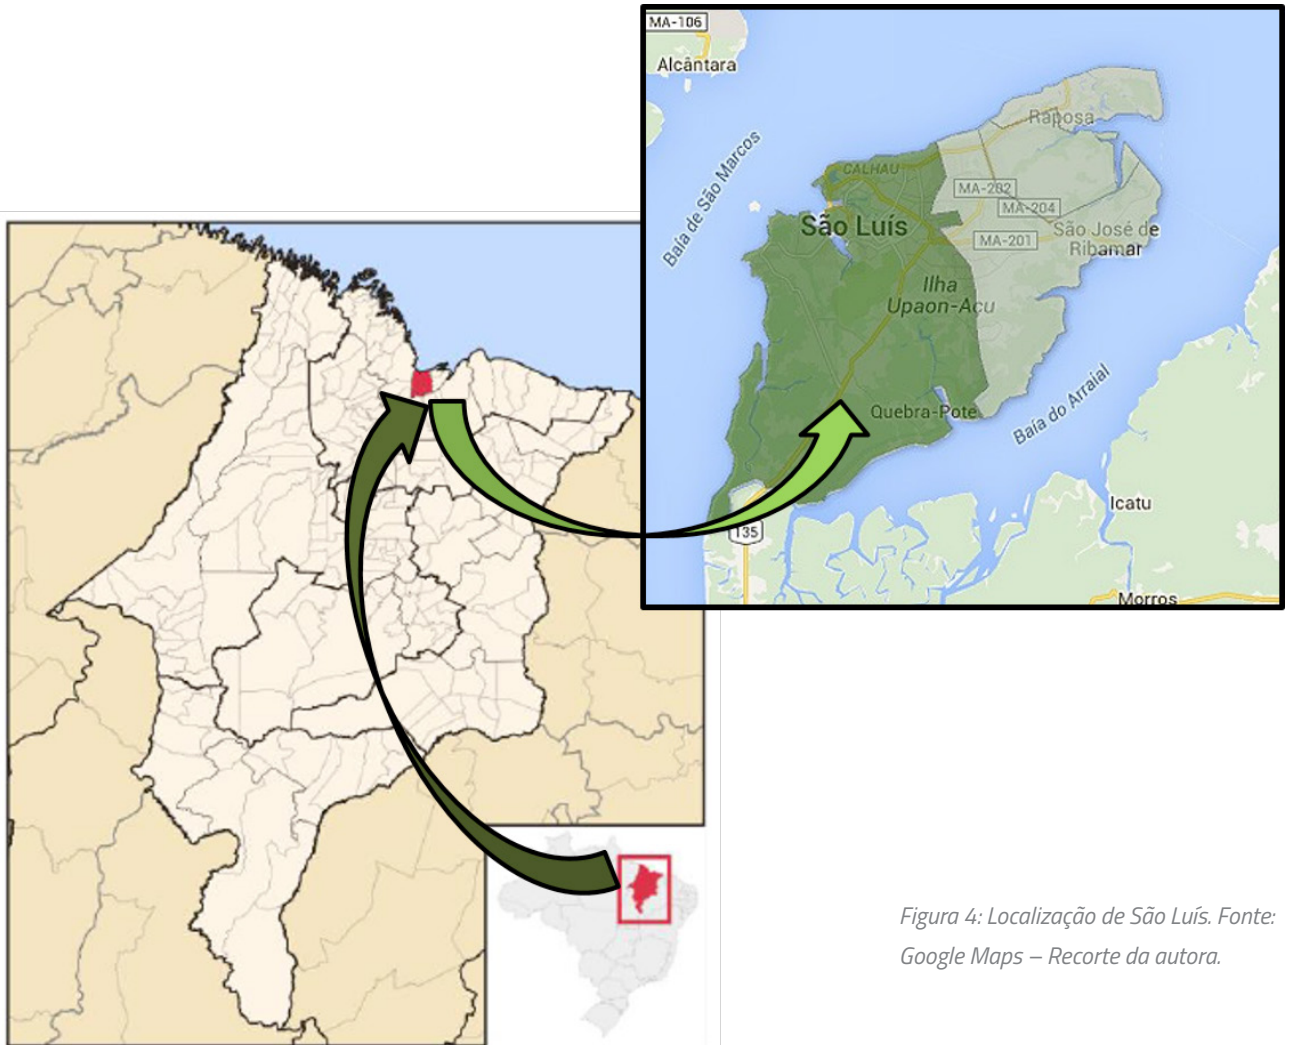 MA-106
Alcântara
Baía de São Marcos
Raposa
CALHAU
MA-202
MA-204
São Luís
São José de
Ribamar
MA-201
Ilha
Upaon-Acu
Quebra-Pote
Baía do Arraial
Icatu
135
Morros
Figura 4: Localização de São Luís. Fonte:
Google Maps – Recorte da autora.